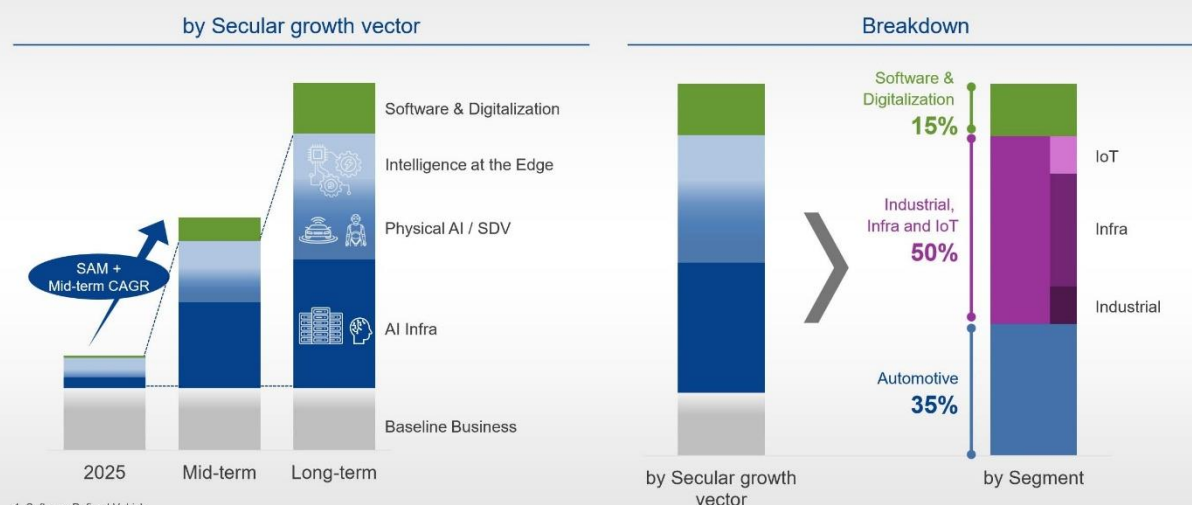 by Secular growth vector
Software & Digitalization
Intelligence at the Edge
Physical AI / SDV
SAM +
Mid-term CAGR
AI Infra
Baseline Business
2025
Mid-term
Long-term
Breakdown
Software &
Digitalization
15%
IoT
Industrial,
Infra and IoT
50%
Infra
Industrial
Automotive
35%
by Secular growth
vector
by Segment